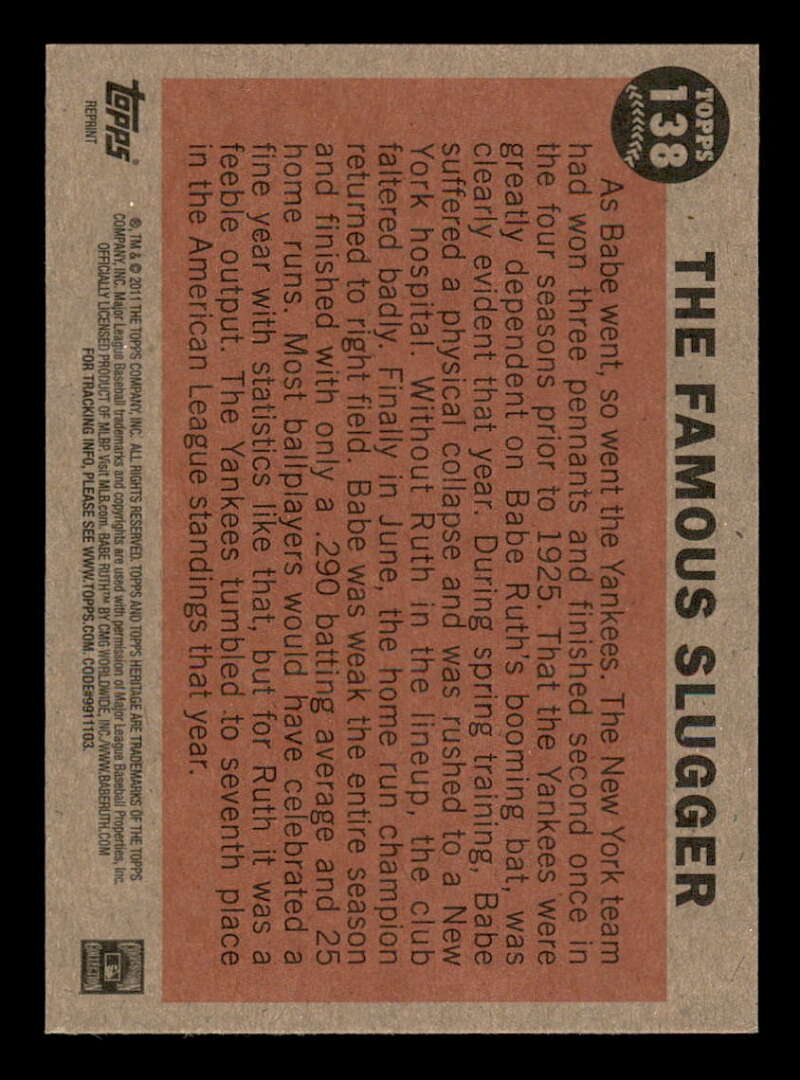 TOPPS
138
THE FAMOUS SLUGGER
As Babe went, so went the Yankees. The New York team
had won three pennants and finished second once in
the four seasons prior to 1925. That the Yankees were
greatly dependent on Babe Ruth's booming bat, was
clearly evident that year. During spring training, Babe
suffered a physical collapse and was rushed to a New
York hospital. Without Ruth in the lineup, the club
faltered badly. Finally in June, the home run champion
returned to right field. Babe was weak the entire season
and finished with only a .290 batting average and 25
home runs. Most ballplayers would have celebrated a
fine year with statistics like that, but for Ruth it was a
feeble output. The Yankees tumbled to seventh place
in the American League standings that year.
topps®
REPRINT
®, TM & © 2011 THE TOPPS COMPANY, INC. ALL RIGHTS RESERVED. TOPPS AND TOPPS HERITAGE ARE TRADEMARKS OF THE TOPPS
COMPANY, INC. Major League Baseball trademarks and copyrights are used with permission of Major League Baseball Properties, Inc.
OFFICIALLY LICENSED PRODUCT OF MLBP. Visit MLB.com. BABE RUTH™ BY CMG WORLDWIDE, INC./WWW.BABERUTH.COM
FOR TRACKING INFO, PLEASE SEE WWW.TOPPS.COM. CODE#9911103.
COOPERSTOWN
COLLECTION